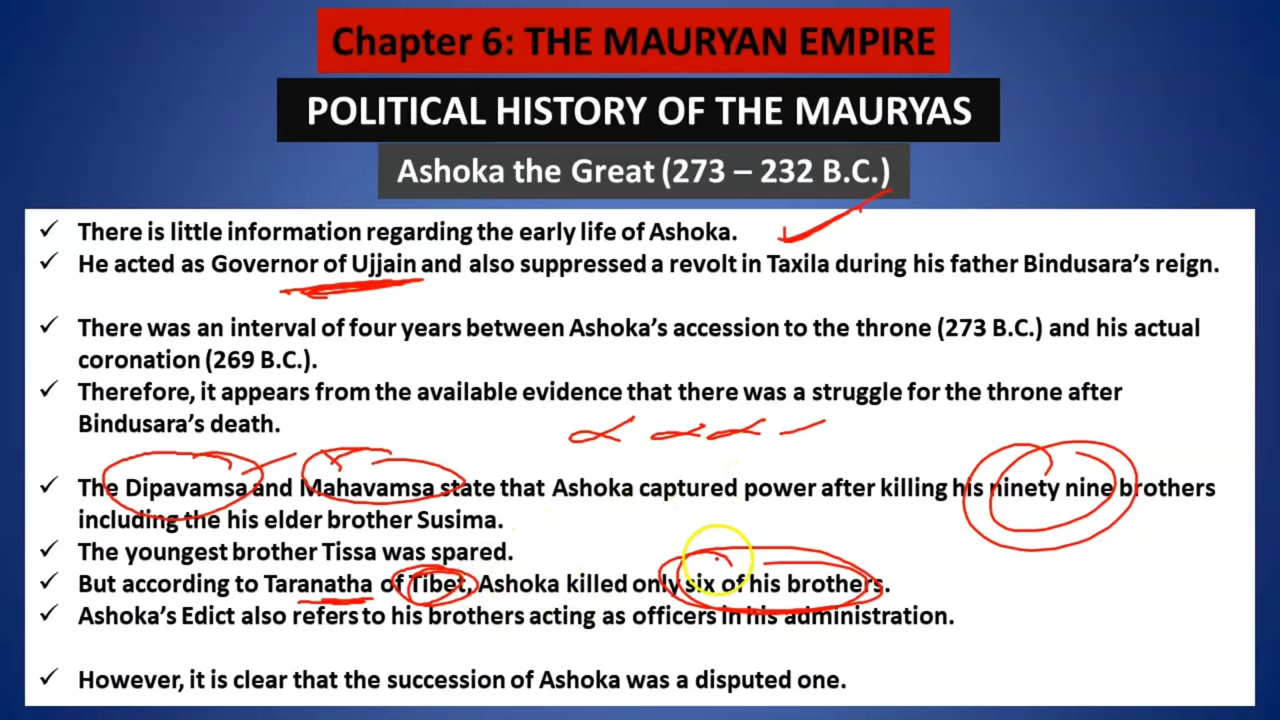 Chapter 6: THE MAURYAN EMPIRE
POLITICAL HISTORY OF THE MAURYAS
Ashoka the Great (273 – 232 B.C.)
✓ There is little information regarding the early life of Ashoka.
✓ He acted as Governor of Ujjain and also suppressed a revolt in Taxila during his father Bindusara's reign.
✓ There was an interval of four years between Ashoka's accession to the throne (273 B.C.) and his actual
coronation (269 B.C.).
✓ Therefore, it appears from the available evidence that there was a struggle for the throne after
Bindusara's death.
✓ The Dipavamsa and Mahavamsa state that Ashoka captured power after killing his ninety nine brothers
including the his elder brother Susima.
✓ The youngest brother Tissa was spared.
✓ But according to Taranatha of Tibet, Ashoka killed only six of his brothers.
✓ Ashoka's Edict also refers to his brothers acting as officers in his administration.
✓ However, it is clear that the succession of Ashoka was a disputed one.